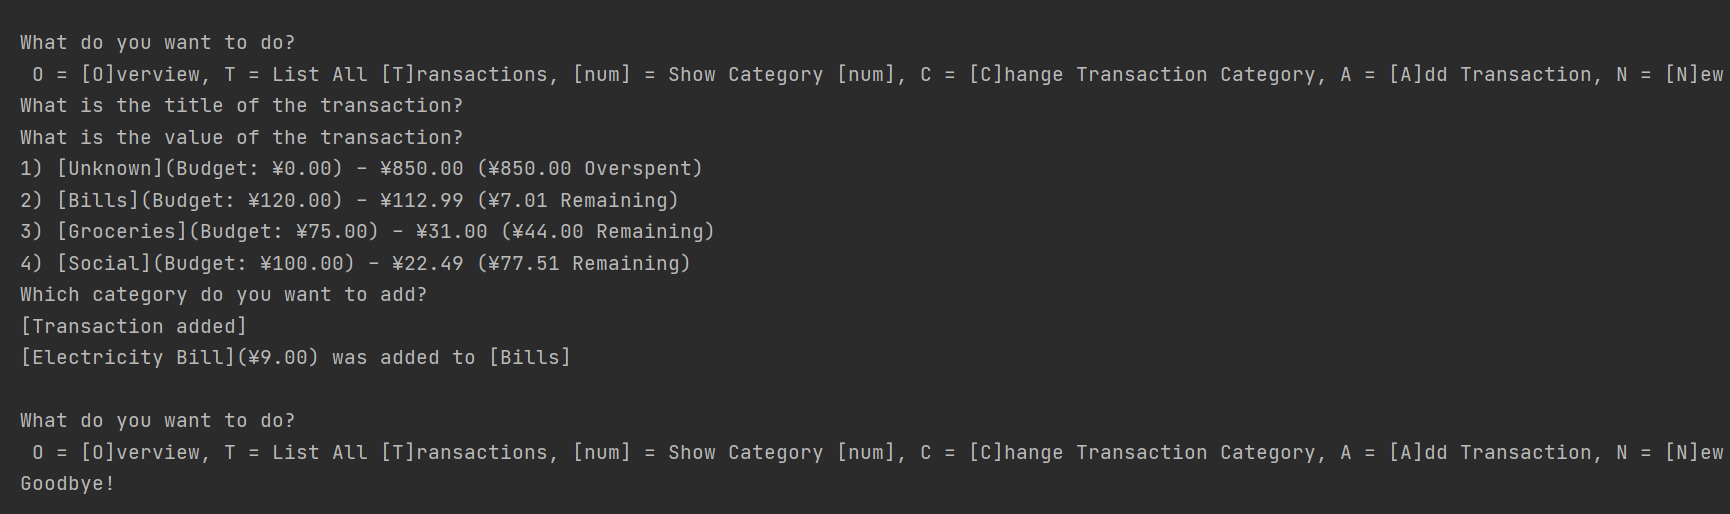 What do you want to do?
O = [O]verview, T = List All [T]ransactions, [num] = Show Category [num], C = [C]hange Transaction Category, A = [A]dd Transaction, N = [N]ew
What is the title of the transaction?
What is the value of the transaction?
1) [Unknown](Budget: ¥0.00) - ¥850.00 (¥850.00 Overspent)
2) [Bills](Budget: ¥120.00) - ¥112.99 (¥7.01 Remaining)
3) [Groceries](Budget: ¥75.00) - ¥31.00 (¥44.00 Remaining)
4) [Social](Budget: ¥100.00) - ¥22.49 (¥77.51 Remaining)
Which category do you want to add?
[Transaction added]
[Electricity Bill](¥9.00) was added to [Bills]
What do you want to do?
O = [O]verview, T = List All [T]ransactions, [num] = Show Category [num], C = [C]hange Transaction Category, A = [A]dd Transaction, N = [N]ew
Goodbye!